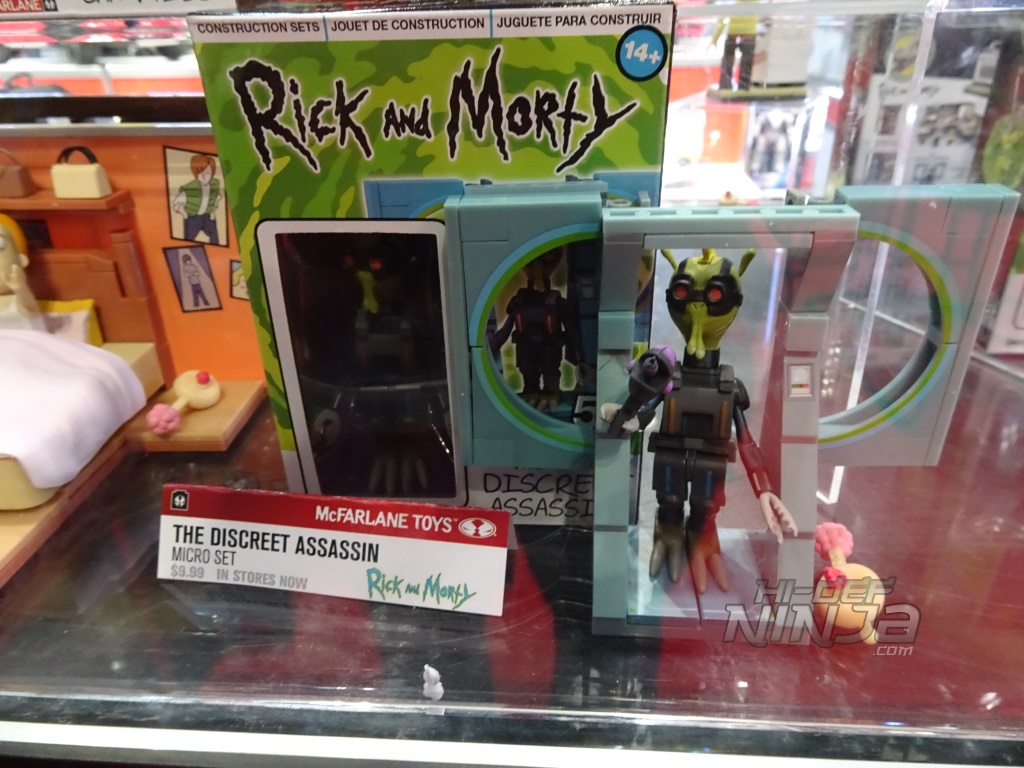 CONSTRUCTION SETS | JOUET DE CONSTRUCTION | JUGUETE PARA CONSTRUIR
14+
RICK AND MORTY
5
DISCRE
ASSASSI
McFARLANE TOYS
THE DISCREET ASSASSIN
MICRO SET
$9.99 IN STORES NOW
RICK AND MORTY
HI-DEF
NINJA
.COM